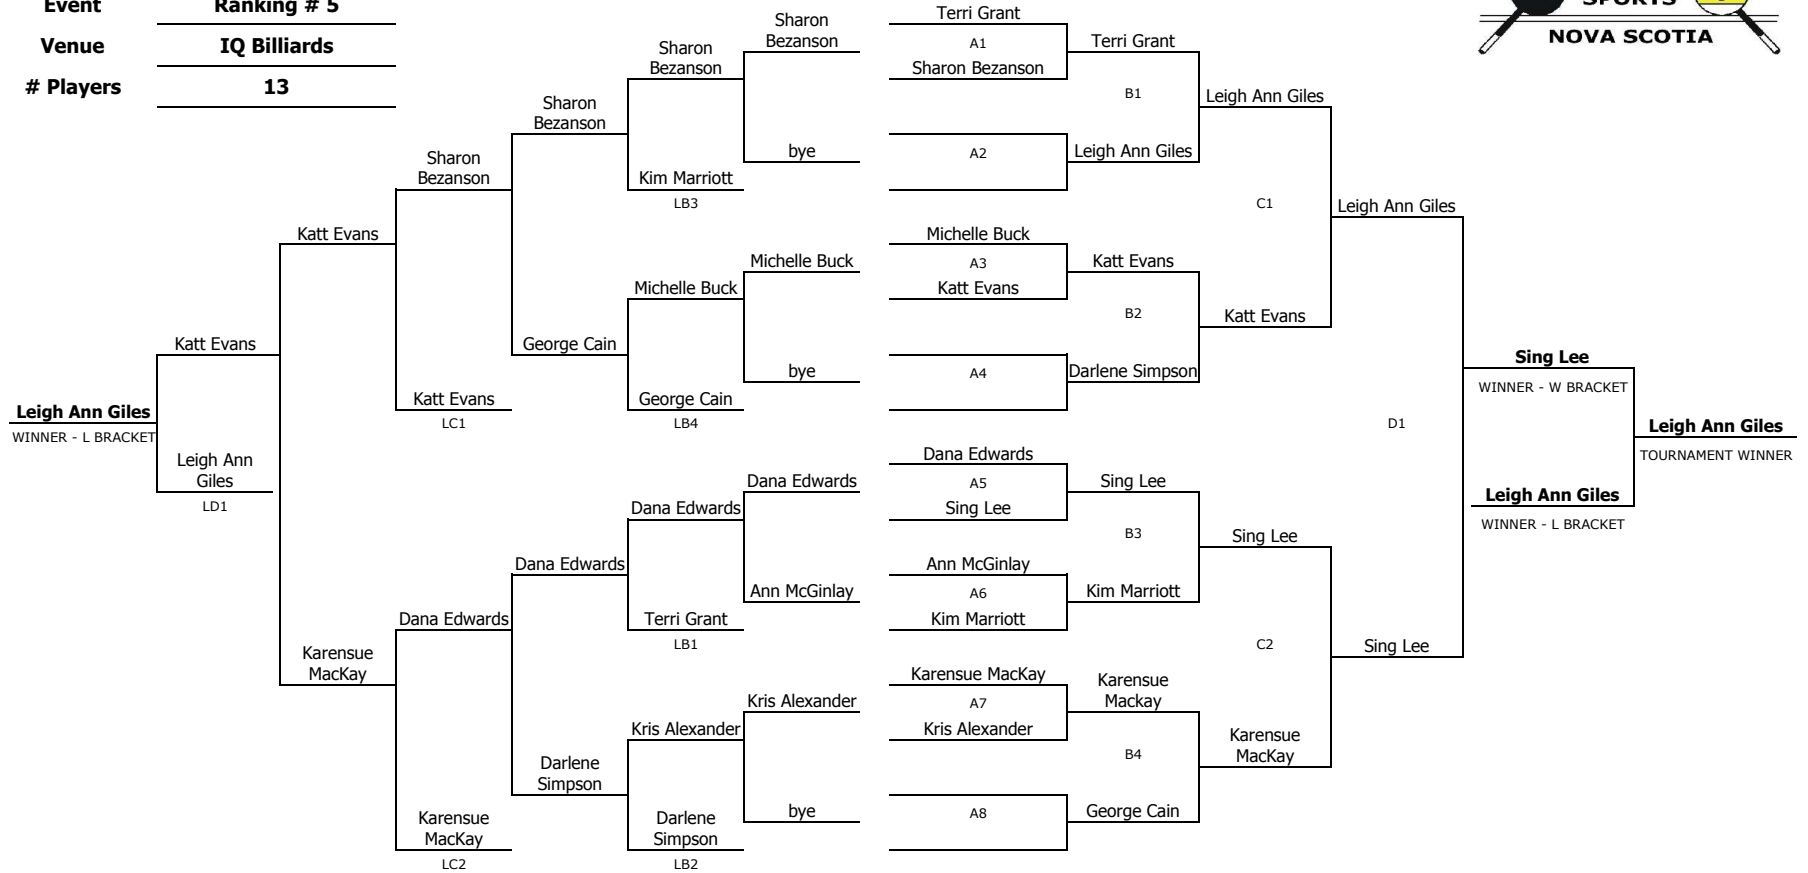 Event Ranking # 5
Venue IQ Billiards
# Players 13
SPORTS
NOVA SCOTIA
Leigh Ann Giles
WINNER - L BRACKET
Katt Evans
Leigh Ann
Giles
LD1
Katt Evans
Karensue
MacKay
Sharon
Bezanson
Katt Evans
LC1
Dana Edwards
Karensue
MacKay
LC2
Sharon
Bezanson
George Cain
Dana Edwards
Darlene
Simpson
Sharon
Bezanson
Kim Marriott
LB3
Michelle Buck
George Cain
LB4
Dana Edwards
Terri Grant
LB1
Kris Alexander
Darlene
Simpson
LB2
Sharon
Bezanson
bye
Michelle Buck
bye
Dana Edwards
Ann McGinlay
Kris Alexander
bye
Terri Grant
A1
Sharon Bezanson
A2
Michelle Buck
A3
Katt Evans
A4
Dana Edwards
A5
Sing Lee
Ann McGinlay
A6
Kim Marriott
Karensue MacKay
A7
Kris Alexander
A8
Terri Grant
B1
Leigh Ann Giles
Katt Evans
B2
Darlene Simpson
Sing Lee
B3
Kim Marriott
Karensue
Mackay
B4
George Cain
Leigh Ann Giles
C1
Katt Evans
Sing Lee
C2
Karensue
MacKay
Leigh Ann Giles
D1
Sing Lee
Sing Lee
WINNER - W BRACKET
Leigh Ann Giles
WINNER - L BRACKET
Leigh Ann Giles
TOURNAMENT WINNER